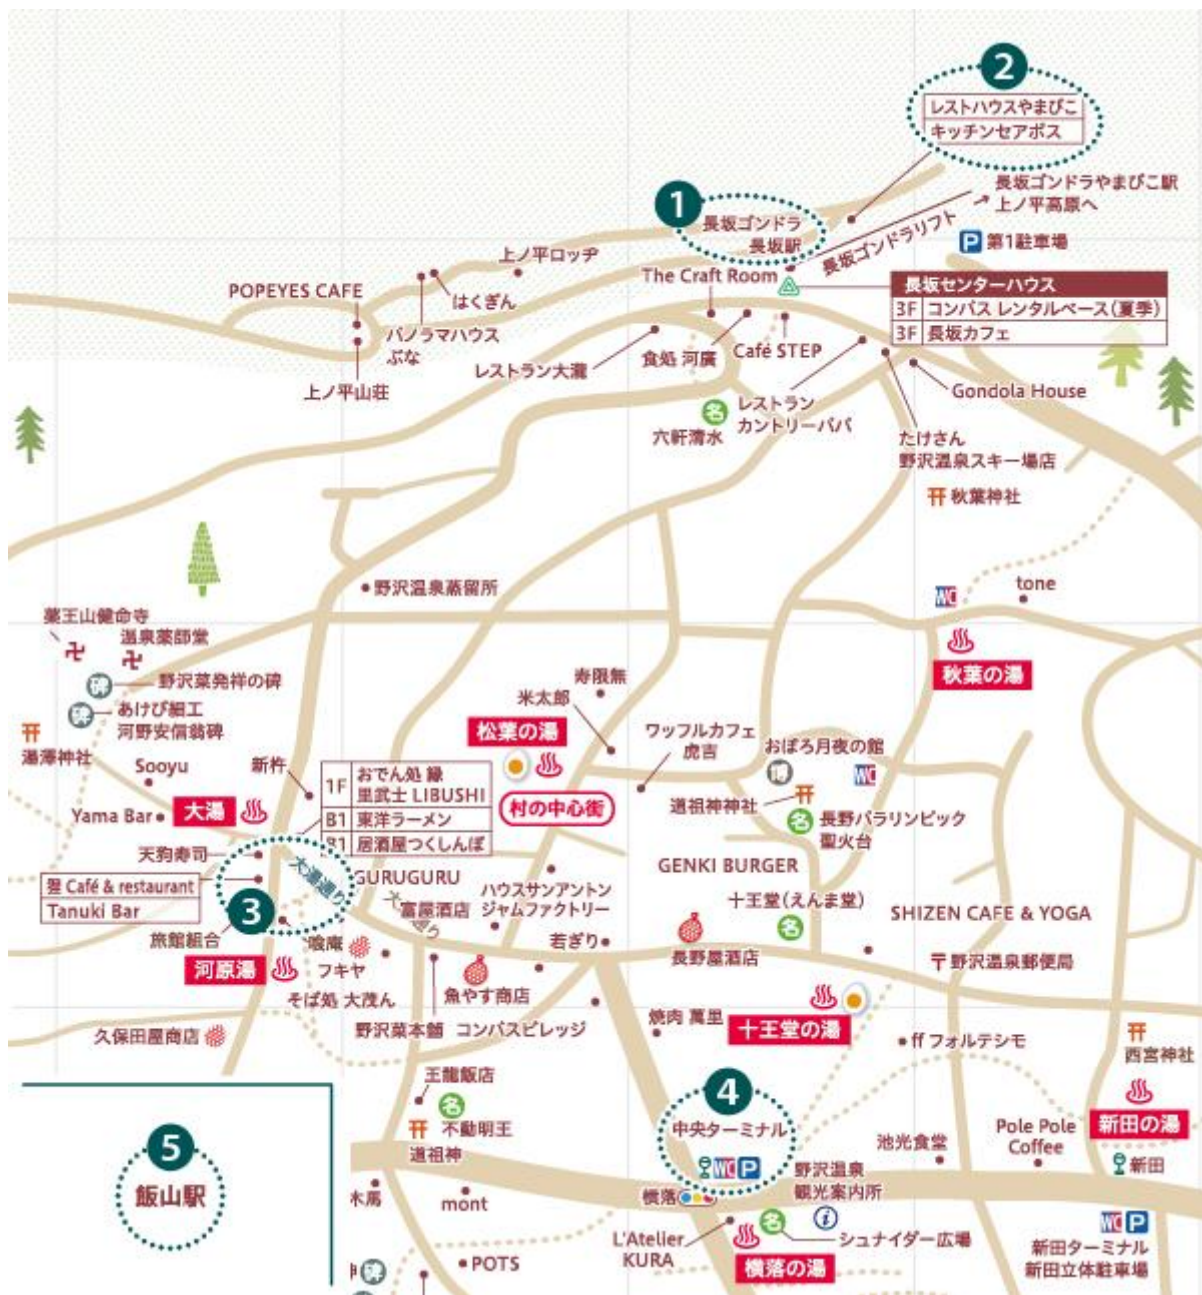 2
レストハウスやまびこ
キッチンセアポス
1
長坂ゴンドラ
長坂駅
長坂ゴンドラやまびこ駅
上ノ平高原へ
長坂ゴンドラリフト
P 第1駐車場
上ノ平ロッヂ
The Craft Room
長坂センターハウス
3F コンパス レンタルベース(夏季)
3F 長坂カフェ
POPEYES CAFE
はくぎん
パノラマハウス
ぶな
上ノ平山荘
レストラン大瀧
食処 河廣
Café STEP
Gondola House
名
六軒清水
レストラン
カントリーパパ
たけさん
野沢温泉スキー場店
秋葉神社
野沢温泉蒸留所
WC
tone
秋葉の湯
薬王山健命寺
温泉薬師堂
碑
野沢菜発祥の碑
碑
あけび細工
河野安信翁碑
湯澤神社
Sooyu
新杵
大湯
Yama Bar
天狗寿司
1F おでん処 縁
里武士 LIBUSHI
B1 東洋ラーメン
B1 居酒屋つくしんぼ
寿限無
米太郎
松葉の湯
村の中心街
ワッフルカフェ
虎吉
おぼろ月夜の館
博
WC
道祖神神社
名
長野パラリンピック
聖火台
狸 Café & restaurant
Tanuki Bar
3
大湯通り
旅館組合
河原湯
GURUGURU
富屋酒店
ハウスサンアントン
ジャムファクトリー
若ぎり
GENKI BURGER
十王堂(えんま堂)
名
長野屋酒店
SHIZEN CAFE & YOGA
〒野沢温泉郵便局
喰庵
フキヤ
そば処 大茂ん
魚やす商店
野沢菜本舗
コンパスビレッジ
久保田屋商店
焼肉 萬里
十王堂の湯
ff フォルテシモ
西宮神社
新田の湯
王龍飯店
名
不動明王
道祖神
4
中央ターミナル
WC P
池光食堂
Pole Pole
Coffee
新田
5
飯山駅
木馬
mont
横落
野沢温泉
観光案内所
i
L'Atelier
KURA
名
シュナイダー広場
横落の湯
POTS
碑
WC P
新田ターミナル
新田立体駐車場